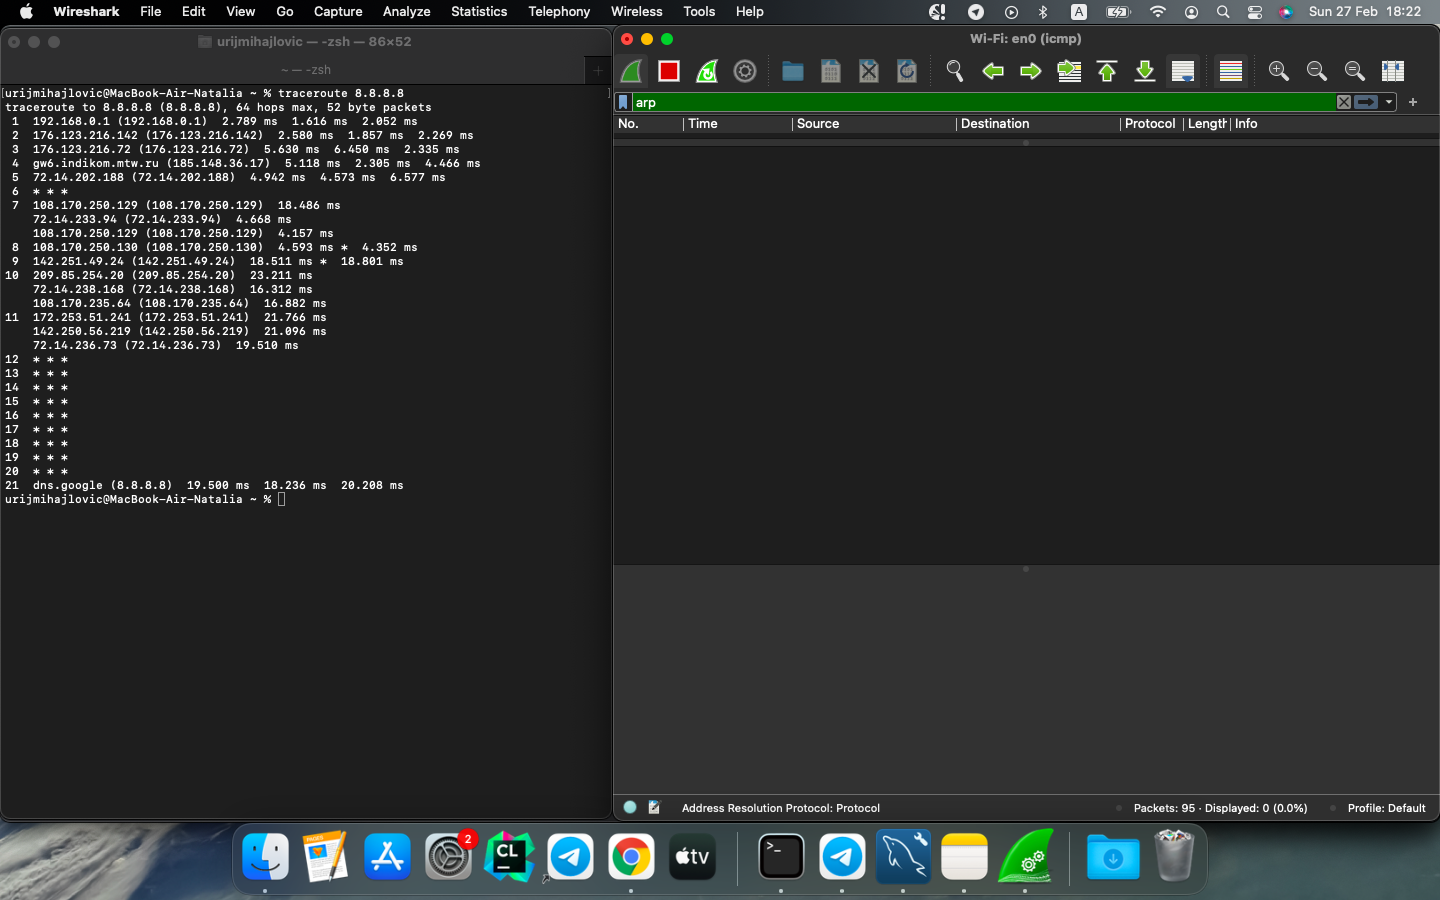 Wireshark File Edit View Go Capture Analyze Statistics Telephony Wireless Tools Help A Sun 27 Feb 18:22
urijmihajlovic — -zsh — 86×52
~ — -zsh
urijmihajlovic@MacBook-Air-Natalia ~ % traceroute 8.8.8.8
traceroute to 8.8.8.8 (8.8.8.8), 64 hops max, 52 byte packets
1 192.168.0.1 (192.168.0.1) 2.789 ms 1.616 ms 2.052 ms
2 176.123.216.142 (176.123.216.142) 2.580 ms 1.857 ms 2.269 ms
3 176.123.216.72 (176.123.216.72) 5.630 ms 6.450 ms 2.335 ms
4 gw6.indikom.mtw.ru (185.148.36.17) 5.118 ms 2.305 ms 4.466 ms
5 72.14.202.188 (72.14.202.188) 4.942 ms 4.573 ms 6.577 ms
6 * * *
7 108.170.250.129 (108.170.250.129) 18.486 ms
72.14.233.94 (72.14.233.94) 4.668 ms
108.170.250.129 (108.170.250.129) 4.157 ms
8 108.170.250.130 (108.170.250.130) 4.593 ms * 4.352 ms
9 142.251.49.24 (142.251.49.24) 18.511 ms * 18.801 ms
10 209.85.254.20 (209.85.254.20) 23.211 ms
72.14.238.168 (72.14.238.168) 16.312 ms
108.170.235.64 (108.170.235.64) 16.882 ms
11 172.253.51.241 (172.253.51.241) 21.766 ms
142.250.56.219 (142.250.56.219) 21.096 ms
72.14.236.73 (72.14.236.73) 19.510 ms
12 * * *
13 * * *
14 * * *
15 * * *
16 * * *
17 * * *
18 * * *
19 * * *
20 * * *
21 dns.google (8.8.8.8) 19.500 ms 18.236 ms 20.208 ms
urijmihajlovic@MacBook-Air-Natalia ~ %
Wi-Fi: en0 (icmp)
arp
No. Time Source Destination Protocol Length Info
Address Resolution Protocol: Protocol Packets: 95 · Displayed: 0 (0.0%) Profile: Default
PAGES 2 CL tv >_